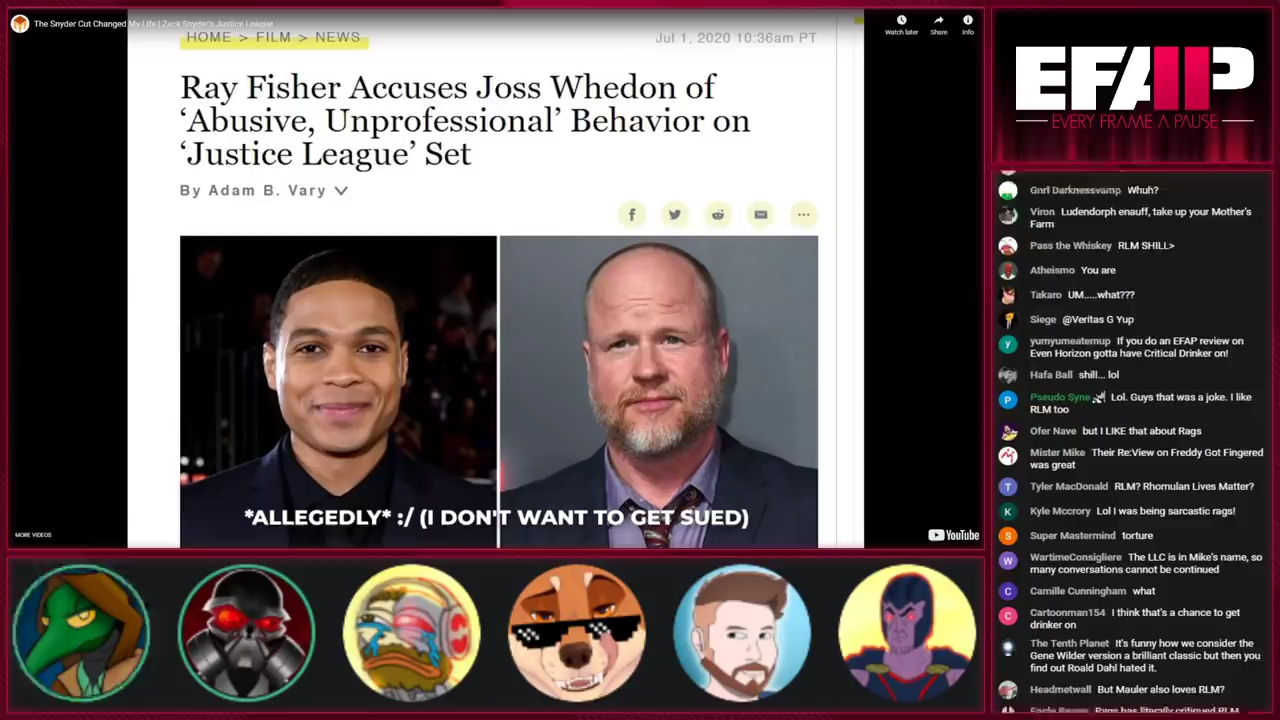 The Snyder Cut Changed My Life | Zack Snyder's Justice League
Watch later
Share
Info
HOME > FILM > NEWS
Jul 1, 2020 10:36am PT
Ray Fisher Accuses Joss Whedon of
‘Abusive, Unprofessional’ Behavior on
‘Justice League’ Set
By Adam B. Vary
*ALLEGEDLY* :/ (I DON'T WANT TO GET SUED)
MORE VIDEOS
YouTube
EFAP
EVERY FRAME A PAUSE
Gnrl Darknessvamp Whuh?
Viron Ludendorph enauff, take up your Mother's
Farm
Pass the Whiskey RLM SHILL>
Atheismo You are
Takaro UM.....what???
Siege @Veritas G Yup
yumyumeatemup If you do an EFAP review on
Even Horizon gotta have Critical Drinker on!
Hafa Ball shill... lol
Pseudo Syne Lol. Guys that was a joke. I like
RLM too
Ofer Nave but I LIKE that about Rags
Mister Mike Their Re:View on Freddy Got Fingered
was great
Tyler MacDonald RLM? Rhomulan Lives Matter?
Kyle Mccrory Lol I was being sarcastic rags!
Super Mastermind torture
WartimeConsigliere The LLC is in Mike's name, so
many conversations cannot be continued
Camille Cunningham what
Cartoonman154 I think that's a chance to get
drinker on
The Tenth Planet It's funny how we consider the
Gene Wilder version a brilliant classic but then you
find out Roald Dahl hated it.
Headmetwall But Mauler also loves RLM?
Rags has literally critiqued RLM